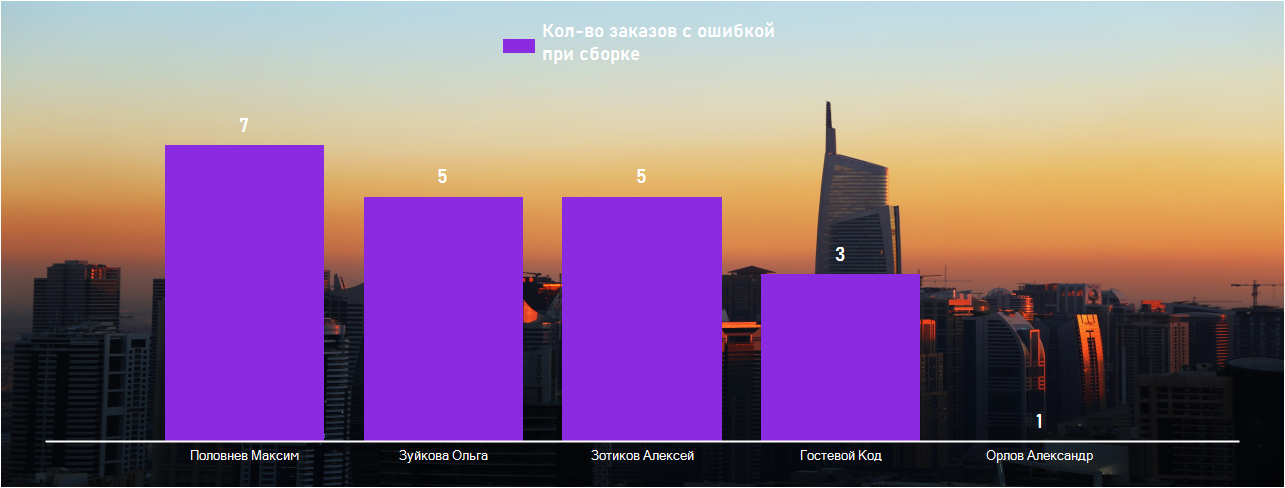 Кол-во заказов с ошибкой
при сборке
7
5
5
3
1
Половнев Максим
Зуйкова Ольга
Зотиков Алексей
Гостевой Код
Орлов Александр